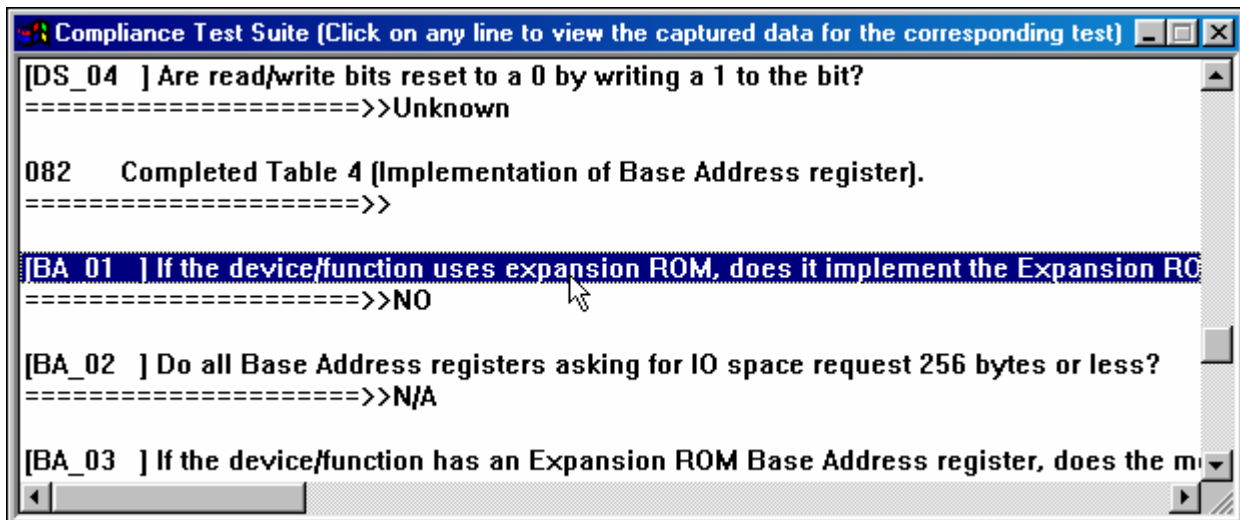 Compliance Test Suite (Click on any line to view the captured data for the corresponding test)
[DS_04 ] Are read/write bits reset to a 0 by writing a 1 to the bit?
=====================>>Unknown
082 Completed Table 4 (Implementation of Base Address register).
=====================>>
[BA_01 ] If the device/function uses expansion ROM, does it implement the Expansion RO
=====================>>NO
[BA_02 ] Do all Base Address registers asking for IO space request 256 bytes or less?
=====================>>N/A
[BA_03 ] If the device/function has an Expansion ROM Base Address register, does the m